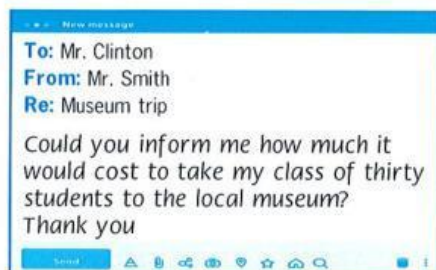 New message
To: Mr. Clinton
From: Mr. Smith
Re: Museum trip
Could you inform me how much it
would cost to take my class of thirty
students to the local museum?
Thank you
Send